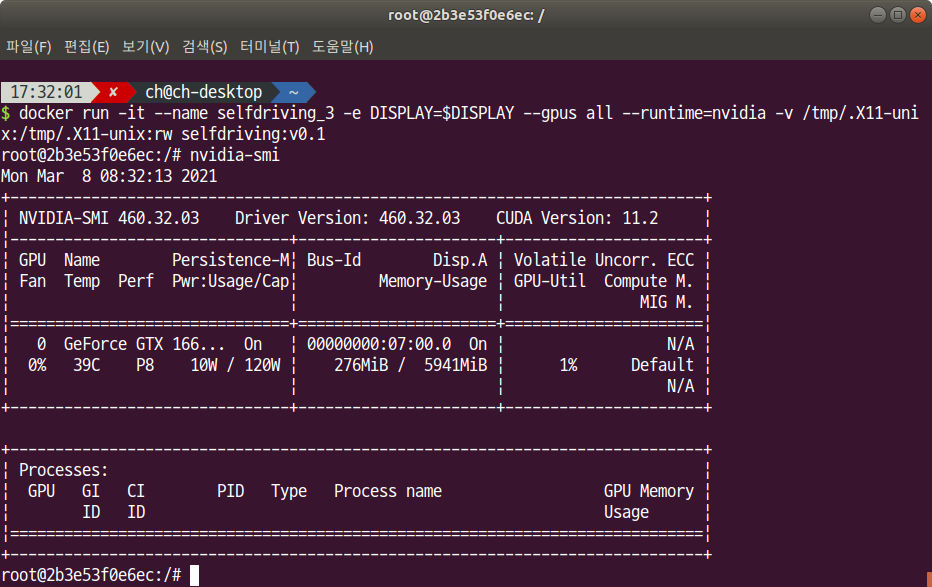 root@2b3e53f0e6ec: /
파일(F) 편집(E) 보기(V) 검색(S) 터미널(T) 도움말(H)
17:32:01 ✘ ch@ch-desktop ~
$ docker run -it --name selfdriving_3 -e DISPLAY=$DISPLAY --gpus all --runtime=nvidia -v /tmp/.X11-uni
x:/tmp/.X11-unix:rw selfdriving:v0.1
root@2b3e53f0e6ec:/# nvidia-smi
Mon Mar  8 08:32:13 2021
+-----------------------------------------------------------------------------+
| NVIDIA-SMI 460.32.03    Driver Version: 460.32.03    CUDA Version: 11.2     |
|-------------------------------+----------------------+----------------------+
| GPU  Name        Persistence-M| Bus-Id        Disp.A | Volatile Uncorr. ECC |
| Fan  Temp  Perf  Pwr:Usage/Cap|         Memory-Usage | GPU-Util  Compute M. |
|                               |                      |               MIG M. |
|===============================+======================+======================|
|   0  GeForce GTX 166...  On   | 00000000:07:00.0  On |                  N/A |
|  0%   39C    P8    10W / 120W |    276MiB /  5941MiB |      1%      Default |
|                               |                      |                  N/A |
+-------------------------------+----------------------+----------------------+
+-----------------------------------------------------------------------------+
| Processes:                                                                  |
|  GPU   GI   CI        PID   Type   Process name                  GPU Memory |
|        ID   ID                                                   Usage      |
|=============================================================================|
+-----------------------------------------------------------------------------+
root@2b3e53f0e6ec:/#